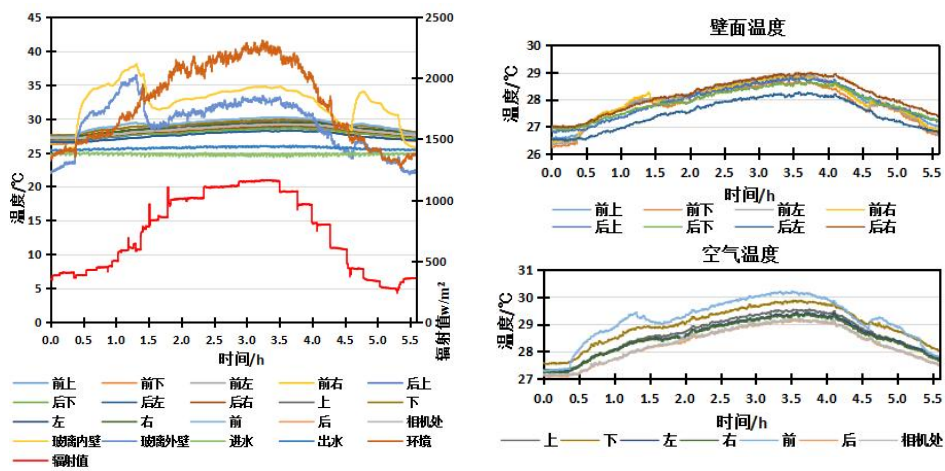 45
40
35
30
25
20
15
10
5
0
温度/℃
2500
2000
1500
1000
500
0
辐射值w/m²
0.0 0.5 1.0 1.5 2.0 2.5 3.0 3.5 4.0 4.5 5.0 5.5
时间/h
前上 前下 前左 前右 后上
后下 后左 后右 上 下
左 右 前 后 相机处
玻璃内壁 玻璃外壁 进水 出水 环境
辐射值
壁面温度
30
29
28
27
26
温度/℃
0.0 0.5 1.0 1.5 2.0 2.5 3.0 3.5 4.0 4.5 5.0 5.5
时间/h
前上 前下 前左 前右
后上 后下 后左 后右
空气温度
31
30
29
28
27
温度/℃
0.0 0.5 1.0 1.5 2.0 2.5 3.0 3.5 4.0 4.5 5.0 5.5
时间/h
上 下 左 右 前 后 相机处